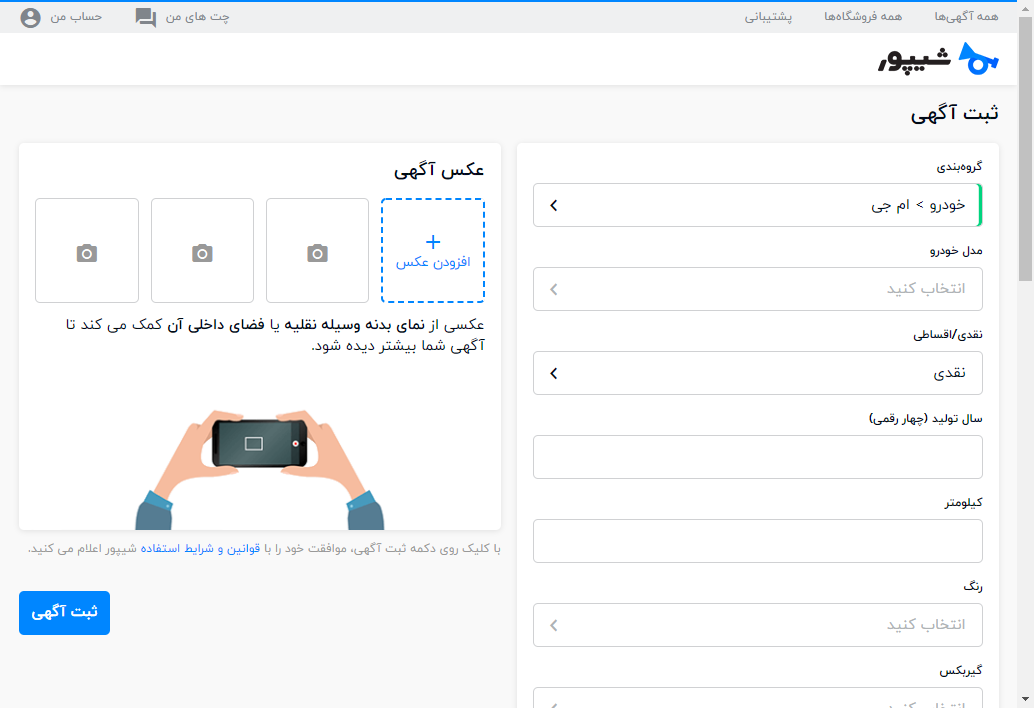 همه آگهی‌ها
همه فروشگاه‌ها
پشتیبانی
چت های من
حساب من
شیپور
ثبت آگهی
گروه‌بندی
خودرو > ام جی
مدل خودرو
انتخاب کنید
نقدی/اقساطی
نقدی
سال تولید (چهار رقمی)
کیلومتر
رنگ
انتخاب کنید
گیربکس
انتخاب کنید
عکس آگهی
افزودن عکس
عکسی از نمای بدنه وسیله نقلیه یا فضای داخلی آن کمک می کند تا
آگهی شما بیشتر دیده شود.
با کلیک روی دکمه ثبت آگهی، موافقت خود را با قوانین و شرایط استفاده شیپور اعلام می کنید.
ثبت آگهی